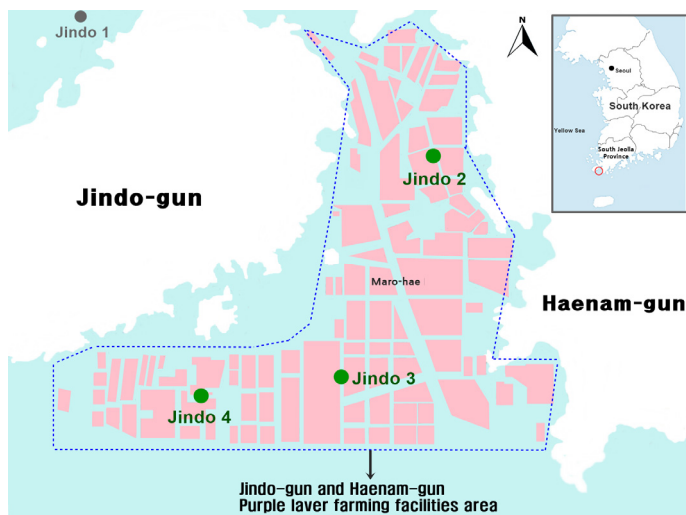 Jindo 1
N
Seoul
South Korea
Yellow Sea
South Jeolla
Province
Jindo 2
Jindo-gun
Maro-hae
Haenam-gun
Jindo 3
Jindo 4
Jindo-gun and Haenam-gun
Purple laver farming facilities area